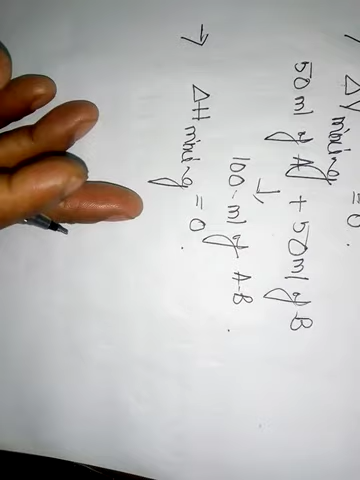 → ΔV mixing = 0.
50 ml of A + 50 ml of B
↓
100 ml of A-B.
→ ΔH mixing = 0.